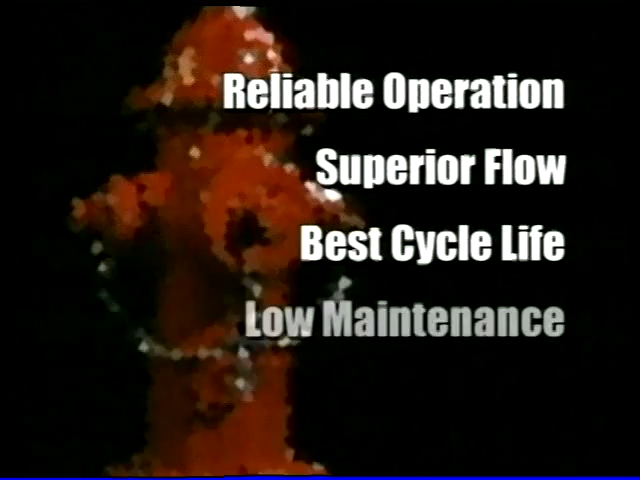 Reliable Operation
Superior Flow
Best Cycle Life
Low Maintenance